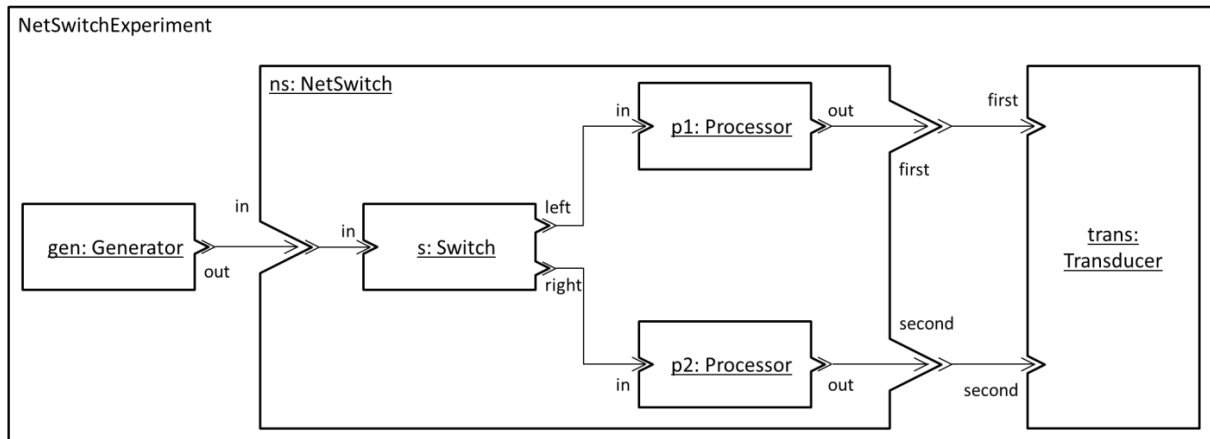 NetSwitchExperiment
ns: NetSwitch
in
p1: Processor
out
first
first
in
left
gen: Generator
out
in
s: Switch
right
trans:
Transducer
second
in
p2: Processor
out
second